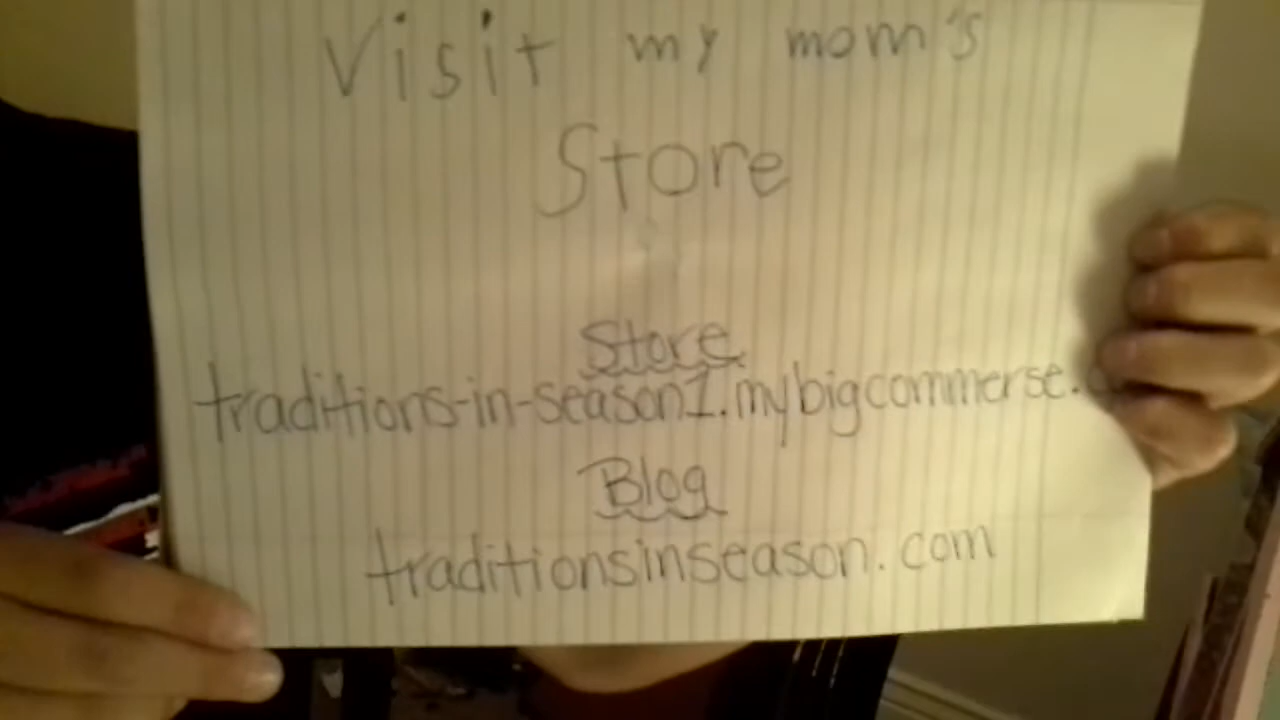 Visit my mom's
Store
Store
traditions-in-season1.mybigcommerse.
Blog
traditionsinseason.com